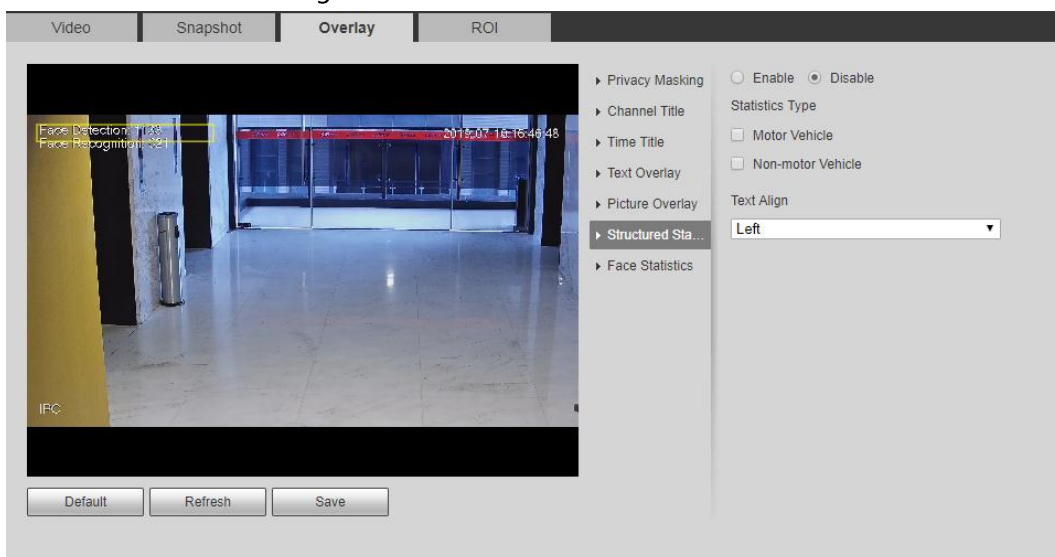 Video
Snapshot
Overlay
ROI
Face Detection:
Face Recognition: 321
2019-07-16 16:46:48
IPC
Privacy Masking
Channel Title
Time Title
Text Overlay
Picture Overlay
Structured Sta...
Face Statistics
Enable
Disable
Statistics Type
Motor Vehicle
Non-motor Vehicle
Text Align
Left
Default
Refresh
Save